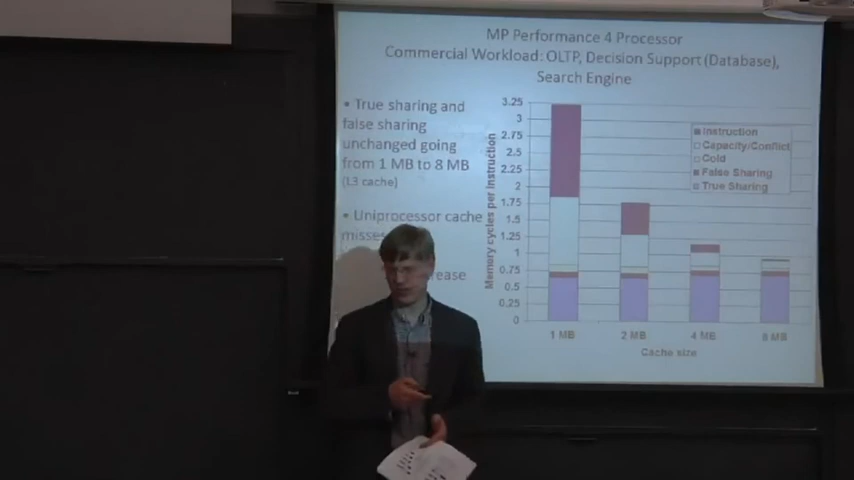 MP Performance 4 Processor
Commercial Workload: OLTP, Decision Support (Database),
Search Engine
▪ True sharing and
false sharing
unchanged going
from 1 MB to 8 MB
(L3 cache)
▪ Uniprocessor cache
misses
rease
Memory cycles per instruction
3.25
3
2.75
2.5
2.25
2
1.75
1.5
1.25
1
0.75
0.5
0.25
0
Instruction
Capacity/Conflict
Cold
False Sharing
True Sharing
1 MB
2 MB
4 MB
8 MB
Cache size